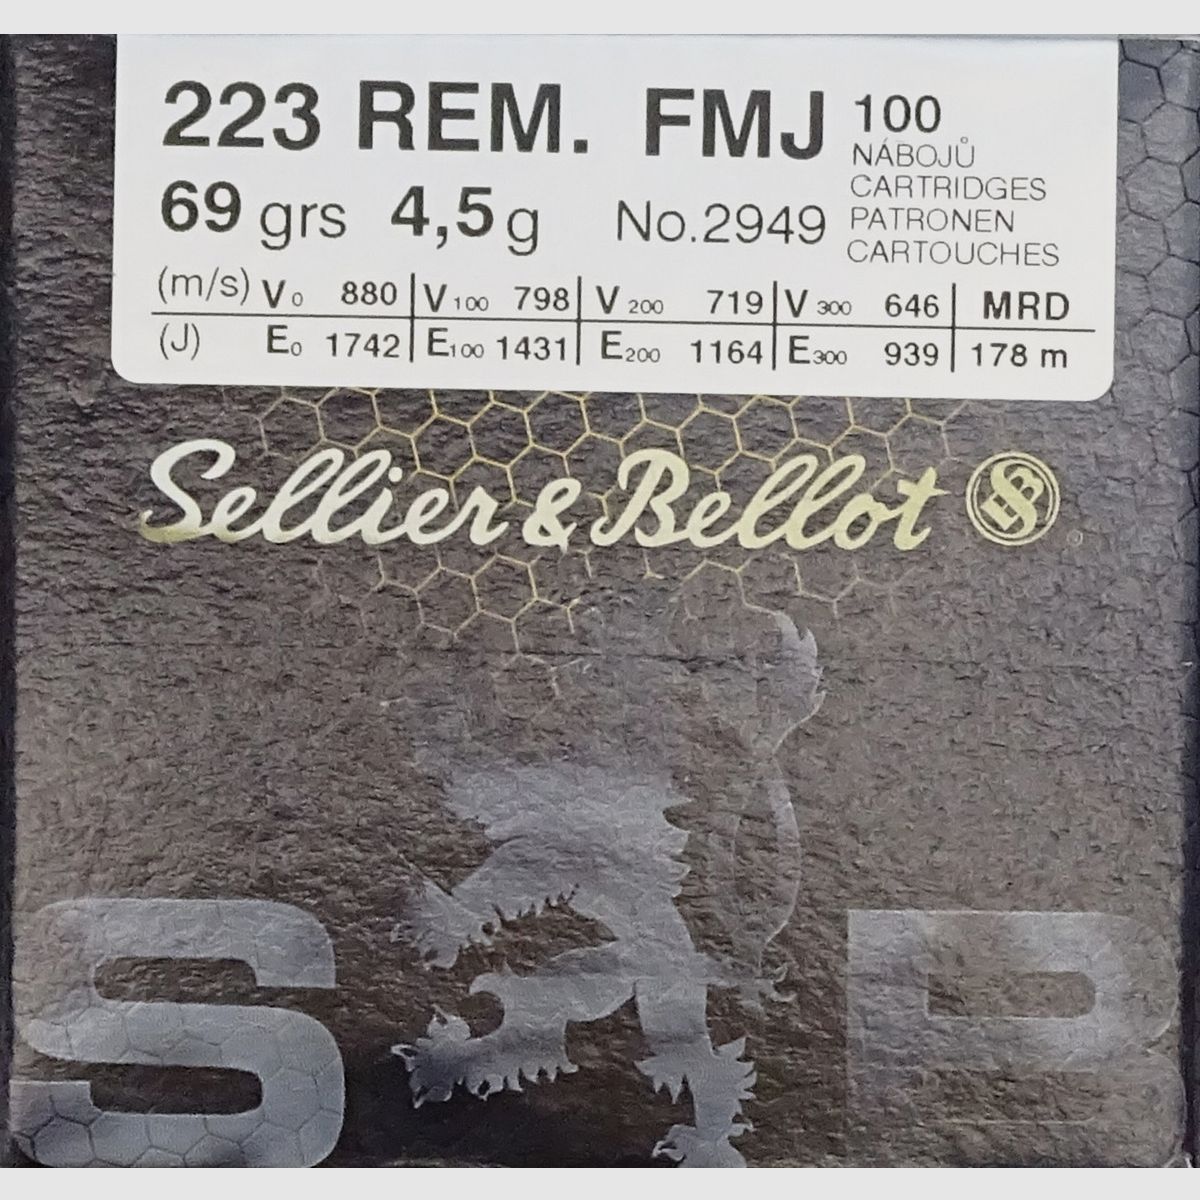 223 REM. FMJ 100
NÁBOJŮ
CARTRIDGES
PATRONEN
CARTOUCHES
69 grs 4,5 g No.2949
(m/s) V0 880 V100 798 V200 719 V300 646 MRD
(J) E0 1742 E100 1431 E200 1164 E300 939 178 m
Sellier & Bellot
S B